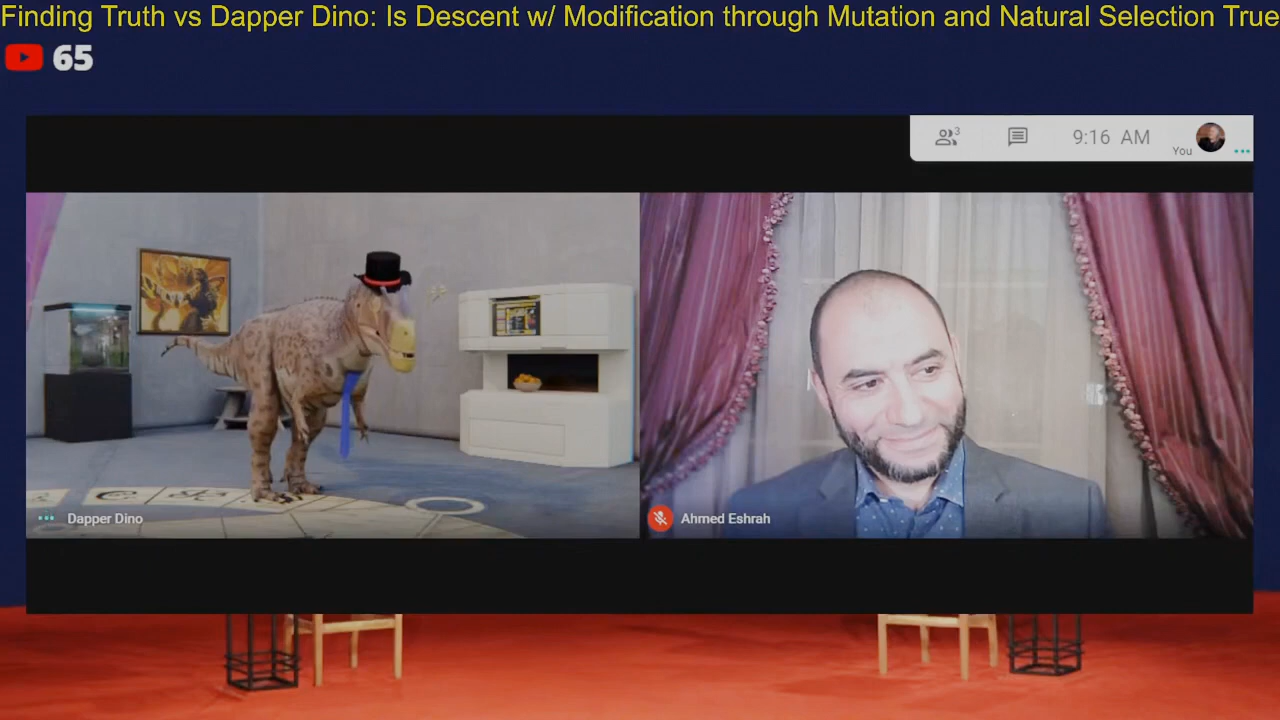 Finding Truth vs Dapper Dino: Is Descent w/ Modification through Mutation and Natural Selection True
65
3
9:16 AM
You
Dapper Dino
Ahmed Eshrah